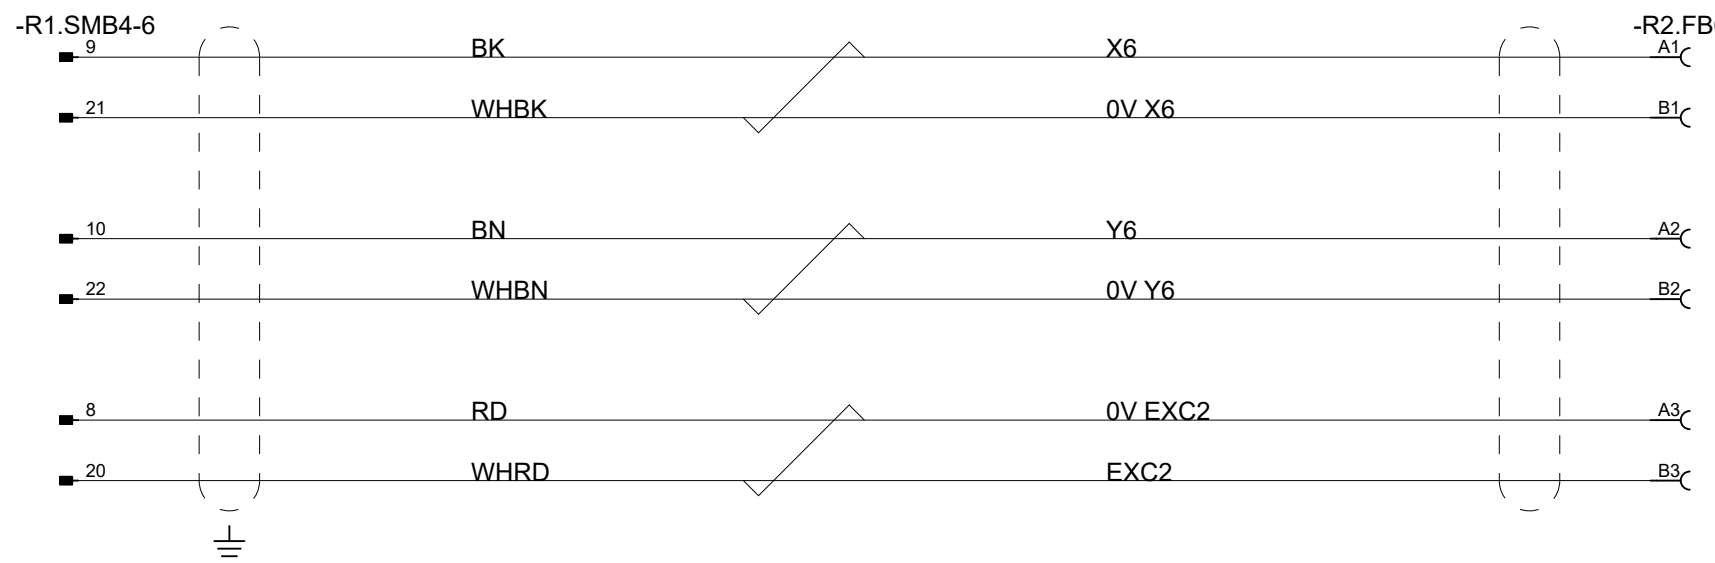 -R1.SMB4-6 -R2.FB
9 BK X6 A1
21 WHBK 0V X6 B1
10 BN Y6 A2
22 WHBN 0V Y6 B2
8 RD 0V EXC2 A3
20 WHRD EXC2 B3